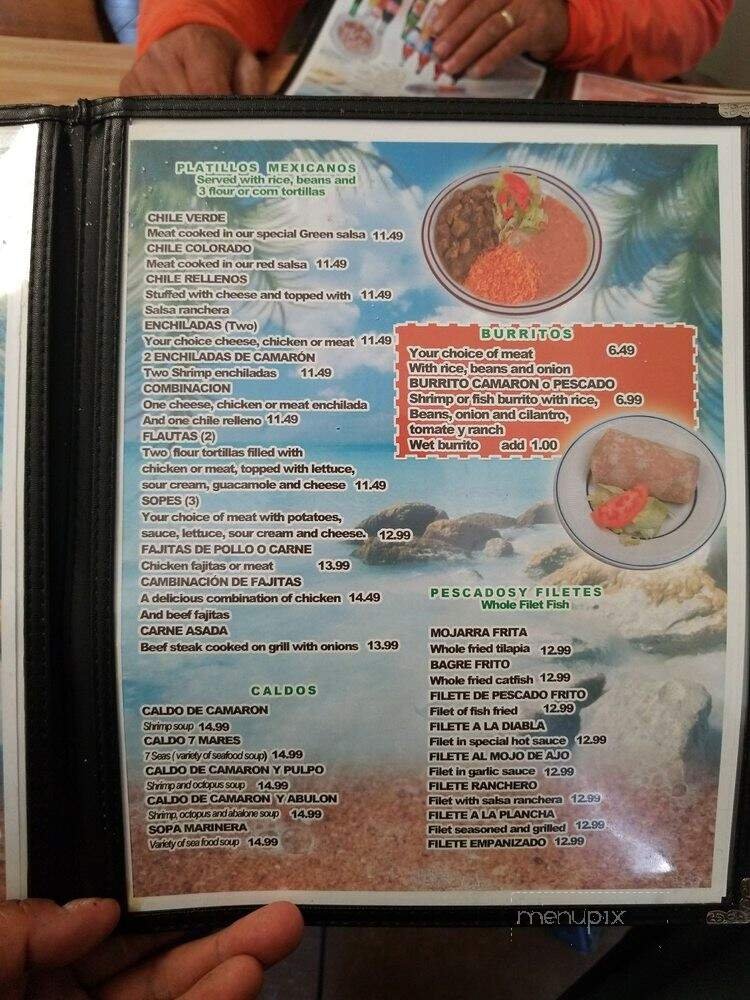 PLATILLOS MEXICANOS
Served with rice, beans and
3 flour or corn tortillas
CHILE VERDE
Meat cooked in our special Green salsa 11.49
CHILE COLORADO
Meat cooked in our red salsa 11.49
CHILE RELLENOS
Stuffed with cheese and topped with 11.49
Salsa ranchera
ENCHILADAS (Two)
Your choice cheese, chicken or meat 11.49
2 ENCHILADAS DE CAMARÓN
Two Shrimp enchiladas 11.49
COMBINACION
One cheese, chicken or meat enchilada
And one chile relleno 11.49
FLAUTAS (2)
Two flour tortillas filled with
chicken or meat, topped with lettuce,
sour cream, guacamole and cheese 11.49
SOPES (3)
Your choice of meat with potatoes,
sauce, lettuce, sour cream and cheese. 12.99
FAJITAS DE POLLO O CARNE
Chicken fajitas or meat 13.99
CAMBINACIÓN DE FAJITAS
A delicious combination of chicken 14.49
And beef fajitas
CARNE ASADA
Beef steak cooked on grill with onions 13.99
CALDOS
CALDO DE CAMARON
Shrimp soup 14.99
CALDO 7 MARES
7 Seas (variety of seafood soup) 14.99
CALDO DE CAMARON Y PULPO
Shrimp and octopus soup 14.99
CALDO DE CAMARON Y ABULON
Shrimp, octopus and abalone soup 14.99
SOPA MARINERA
Variety of sea food soup 14.99
BURRITOS
Your choice of meat 6.49
With rice, beans and onion
BURRITO CAMARON o PESCADO
Shrimp or fish burrito with rice, 6.99
Beans, onion and cilantro,
tomate y ranch
Wet burrito add 1.00
PESCADOSY FILETES
Whole Filet Fish
MOJARRA FRITA
Whole fried tilapia 12.99
BAGRE FRITO
Whole fried catfish 12.99
FILETE DE PESCADO FRITO
Filet of fish fried 12.99
FILETE A LA DIABLA
Filet in special hot sauce 12.99
FILETE AL MOJO DE AJO
Filet in garlic sauce 12.99
FILETE RANCHERO
Filet with salsa ranchera 12.99
FILETE A LA PLANCHA
Filet seasoned and grilled 12.99
FILETE EMPANIZADO 12.99
menupix